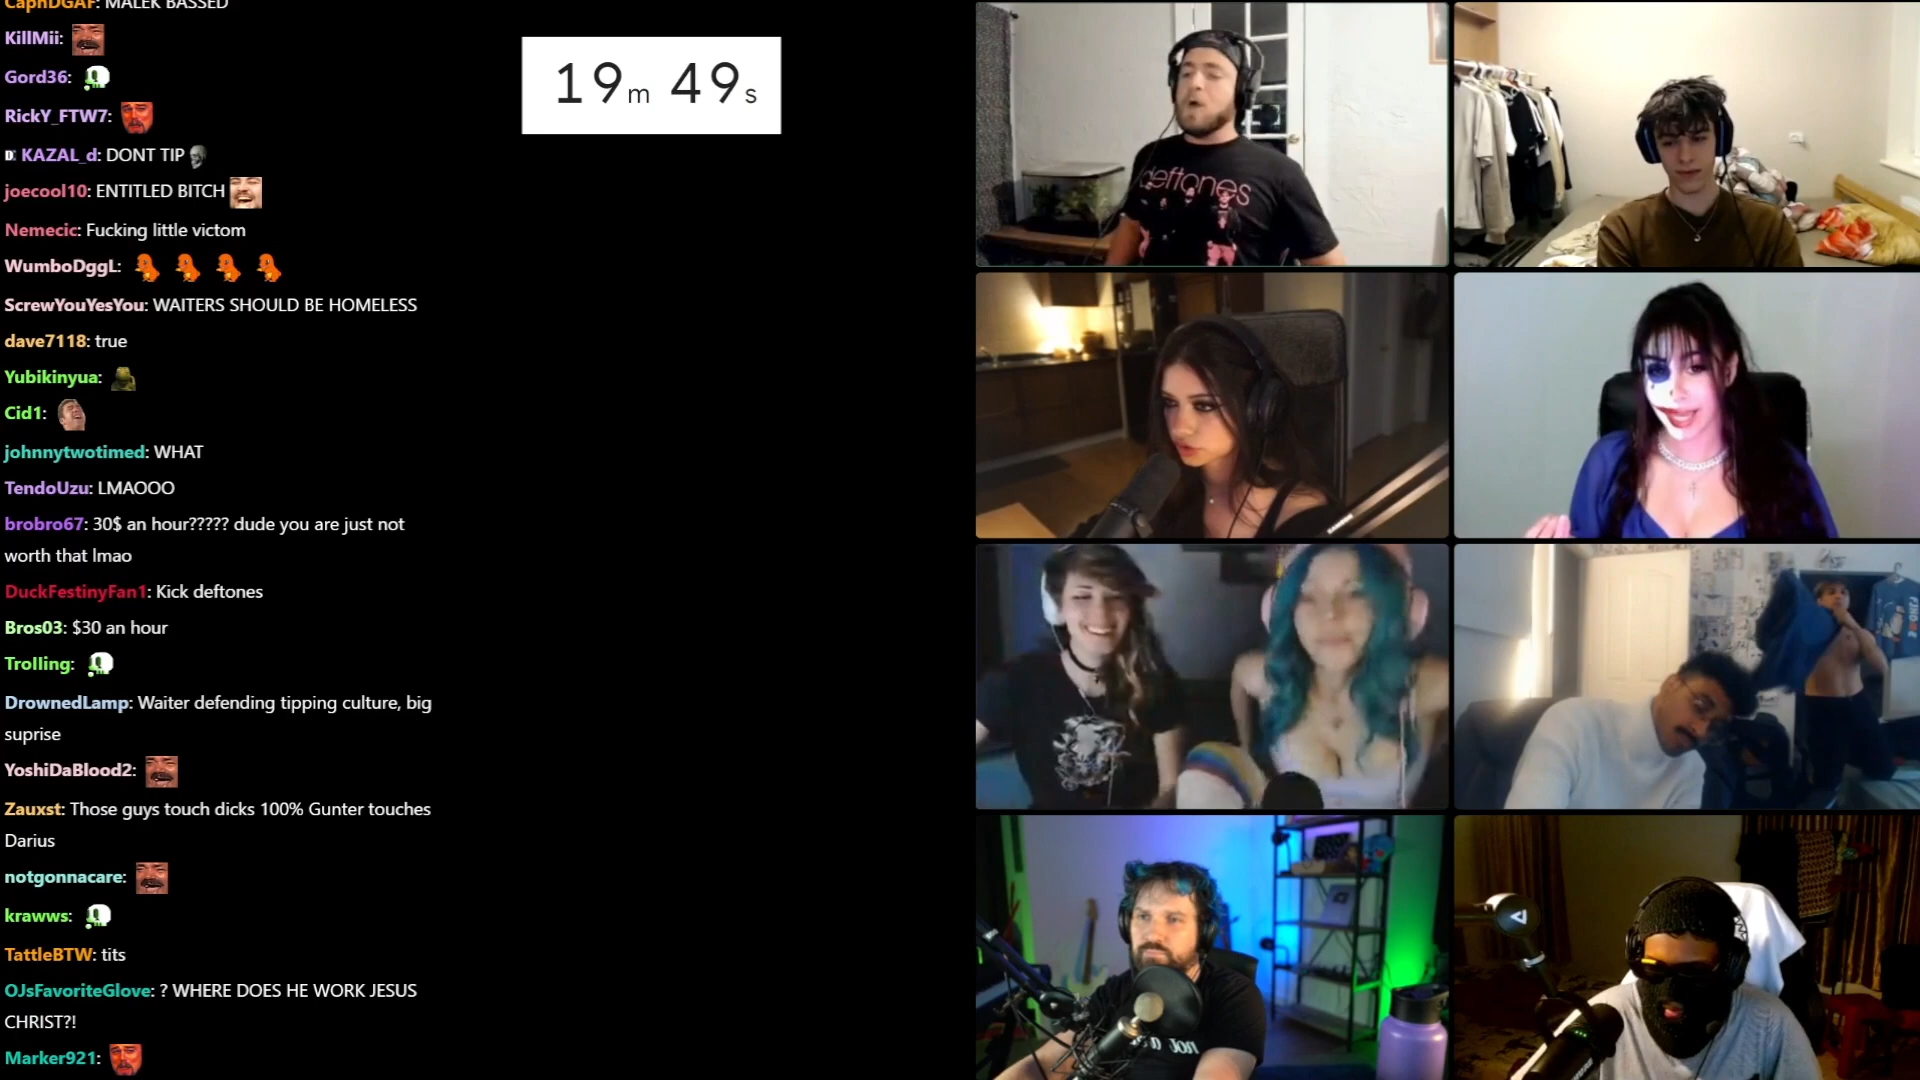 CaphDGAF: MALEK BASSED
KillMii:
Gord36:
RickY_FTW7:
KAZAL_d: DONT TIP
joecool10: ENTITLED BITCH
Nemecic: Fucking little victom
WumboDggL:
ScrewYouYesYou: WAITERS SHOULD BE HOMELESS
dave7118: true
Yubikinyua:
Cid1:
johnnytwotimed: WHAT
TendoUzu: LMAOOO
brobro67: 30$ an hour????? dude you are just not
worth that lmao
DuckFestinyFan1: Kick deftones
Bros03: $30 an hour
Trolling:
DrownedLamp: Waiter defending tipping culture, big
suprise
YoshiDaBlood2:
Zauxst: Those guys touch dicks 100% Gunter touches
Darius
notgonnacare:
krawws:
TattleBTW: tits
OJsFavoriteGlove: ? WHERE DOES HE WORK JESUS
CHRIST?!
Marker921:
19m 49s
deftones